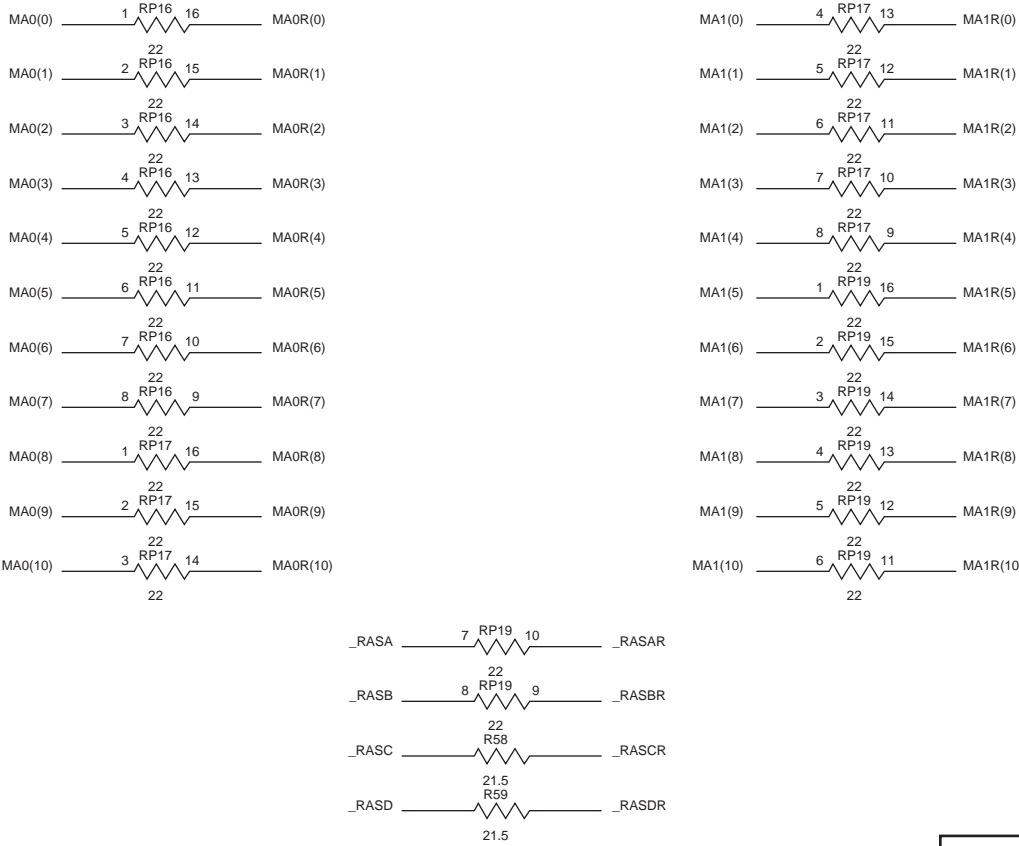 MA0(0) 1 RP16 16 MA0R(0)
22
MA0(1) 2 RP16 15 MA0R(1)
22
MA0(2) 3 RP16 14 MA0R(2)
22
MA0(3) 4 RP16 13 MA0R(3)
22
MA0(4) 5 RP16 12 MA0R(4)
22
MA0(5) 6 RP16 11 MA0R(5)
22
MA0(6) 7 RP16 10 MA0R(6)
22
MA0(7) 8 RP16 9 MA0R(7)
22
MA0(8) 1 RP17 16 MA0R(8)
22
MA0(9) 2 RP17 15 MA0R(9)
22
MA0(10) 3 RP17 14 MA0R(10)
22
MA1(0) 4 RP17 13 MA1R(0)
22
MA1(1) 5 RP17 12 MA1R(1)
22
MA1(2) 6 RP17 11 MA1R(2)
22
MA1(3) 7 RP17 10 MA1R(3)
22
MA1(4) 8 RP17 9 MA1R(4)
22
MA1(5) 1 RP19 16 MA1R(5)
22
MA1(6) 2 RP19 15 MA1R(6)
22
MA1(7) 3 RP19 14 MA1R(7)
22
MA1(8) 4 RP19 13 MA1R(8)
22
MA1(9) 5 RP19 12 MA1R(9)
22
MA1(10) 6 RP19 11 MA1R(10
22
_RASA 7 RP19 10 _RASAR
22
_RASB 8 RP19 9 _RASBR
22
_RASC R58 _RASCR
21.5
_RASD R59 _RASDR
21.5